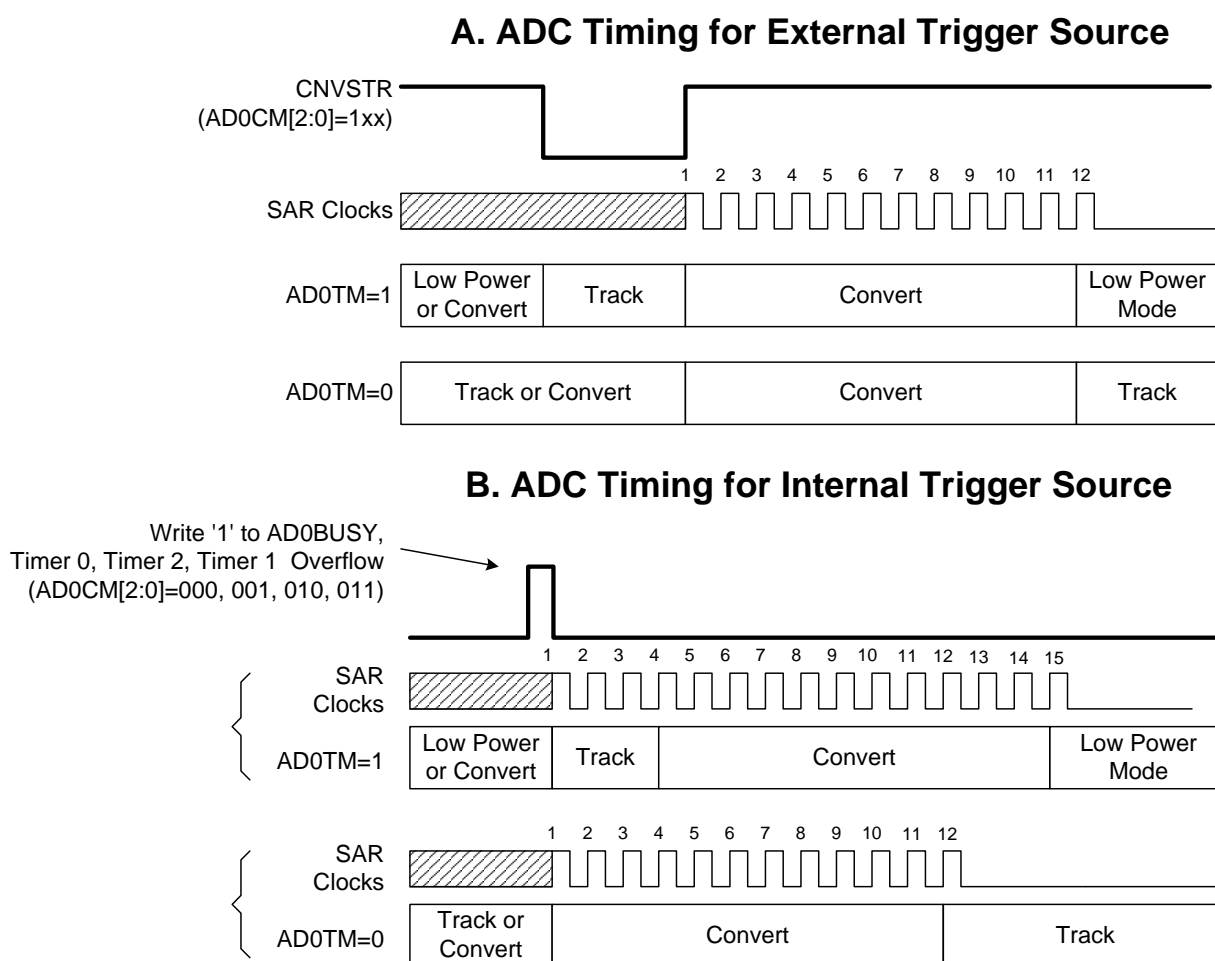 A. ADC Timing for External Trigger Source
CNVSTR
(AD0CM[2:0]=1xx)
1 2 3 4 5 6 7 8 9 10 11 12
SAR Clocks
AD0TM=1
Low Power
or Convert
Track
Convert
Low Power
Mode
AD0TM=0
Track or Convert
Convert
Track
B. ADC Timing for Internal Trigger Source
Write '1' to AD0BUSY,
Timer 0, Timer 2, Timer 1 Overflow
(AD0CM[2:0]=000, 001, 010, 011)
1 2 3 4 5 6 7 8 9 10 11 12 13 14 15
SAR
Clocks
AD0TM=1
Low Power
or Convert
Track
Convert
Low Power
Mode
1 2 3 4 5 6 7 8 9 10 11 12
SAR
Clocks
AD0TM=0
Track or
Convert
Convert
Track